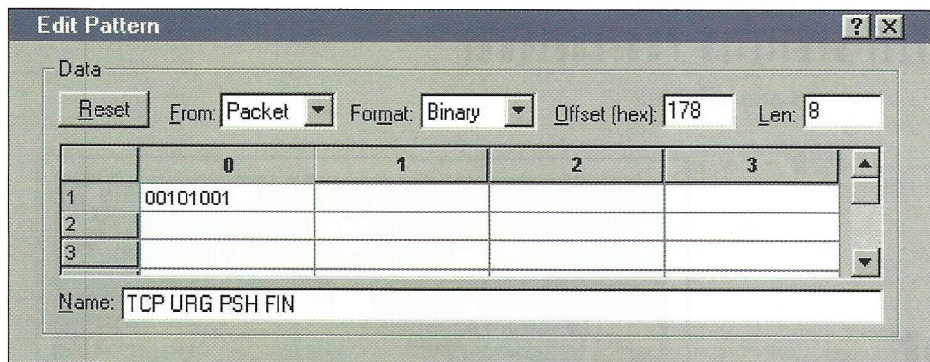 Edit Pattern
Data
Reset From: Packet Format: Binary Offset (hex): 178 Len: 8
0 1 2 3
1 00101001
2
3
Name: TCP URG PSH FIN